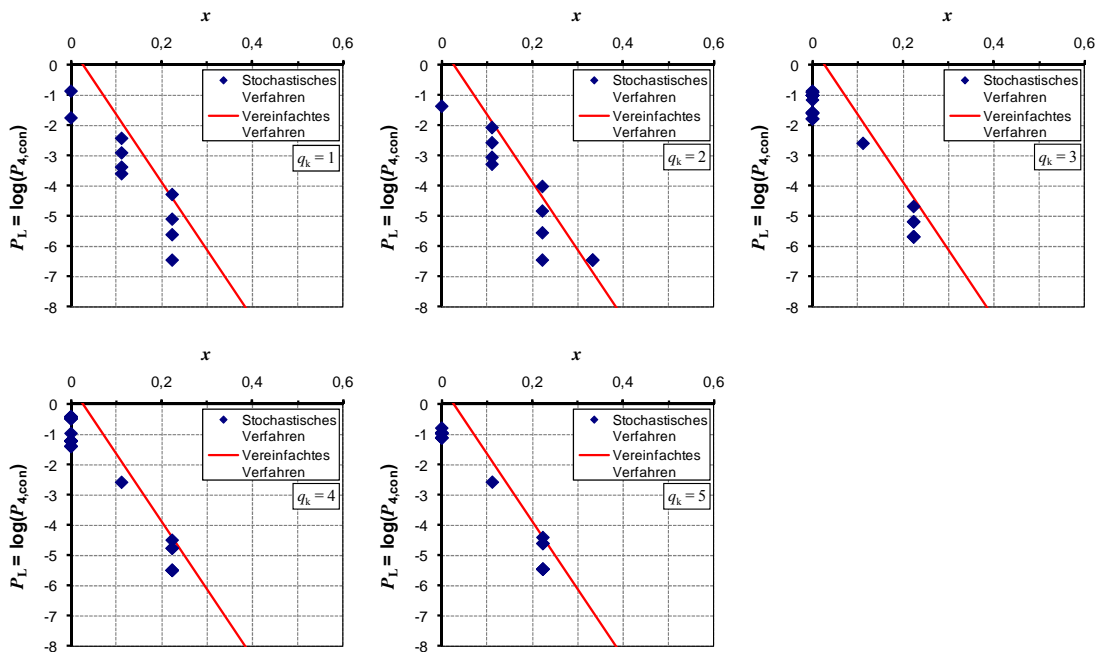 x
0 0,2 0,4 0,6
0
-1
-2
-3
-4
-5
-6
-7
-8
P_L = log(P_4,con)
Stochastisches
Verfahren
Vereinfachtes
Verfahren
q_k = 1
x
0 0,2 0,4 0,6
0
-1
-2
-3
-4
-5
-6
-7
-8
P_L = log(P_4,con)
Stochastisches
Verfahren
Vereinfachtes
Verfahren
q_k = 2
x
0 0,2 0,4 0,6
0
-1
-2
-3
-4
-5
-6
-7
-8
P_L = log(P_4,con)
Stochastisches
Verfahren
Vereinfachtes
Verfahren
q_k = 3
x
0 0,2 0,4 0,6
0
-1
-2
-3
-4
-5
-6
-7
-8
P_L = log(P_4,con)
Stochastisches
Verfahren
Vereinfachtes
Verfahren
q_k = 4
x
0 0,2 0,4 0,6
0
-1
-2
-3
-4
-5
-6
-7
-8
P_L = log(P_4,con)
Stochastisches
Verfahren
Vereinfachtes
Verfahren
q_k = 5